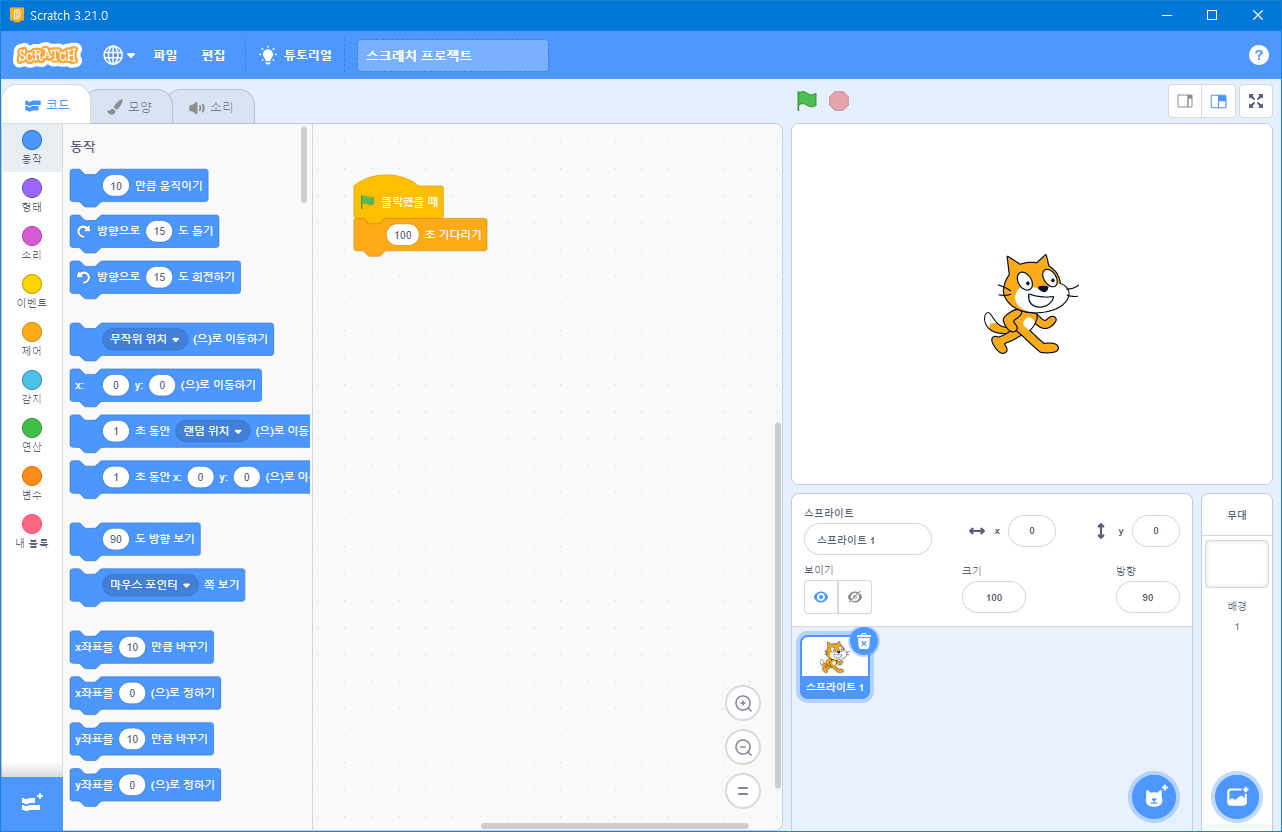 Scratch 3.21.0
SCRATCH 파일 편집 튜토리얼 스크래치 프로젝트 ?
코드 모양 소리
동작
형태
소리
이벤트
제어
감지
연산
변수
내 블록
동작
10 만큼 움직이기
방향으로 15 도 돌기
방향으로 15 도 회전하기
무작위 위치 (으)로 이동하기
x: 0 y: 0 (으)로 이동하기
1 초 동안 랜덤 위치 (으)로 이동
1 초 동안 x: 0 y: 0 (으)로 이
90 도 방향 보기
마우스 포인터 쪽 보기
x좌표를 10 만큼 바꾸기
x좌표를 0 (으)로 정하기
y좌표를 10 만큼 바꾸기
y좌표를 0 (으)로 정하기
클릭했을 때
100 초 기다리기
스프라이트
스프라이트 1 x 0 y 0
보이기 크기 방향
100 90
스프라이트 1
무대
배경
1